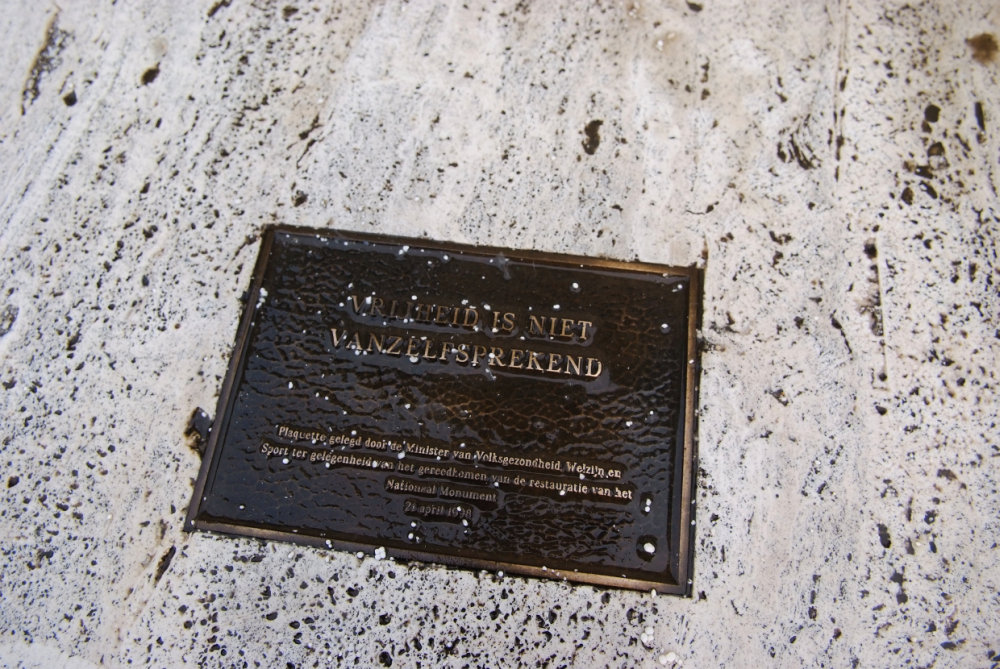 VRIJHEID IS NIET
VANZELFSPREKEND
Plaquette gelegd door de Minister van Volksgezondheid, Welzijn en
Sport ter gelegenheid van het gereedkomen van de restauratie van het
Nationaal Monument
april 1998